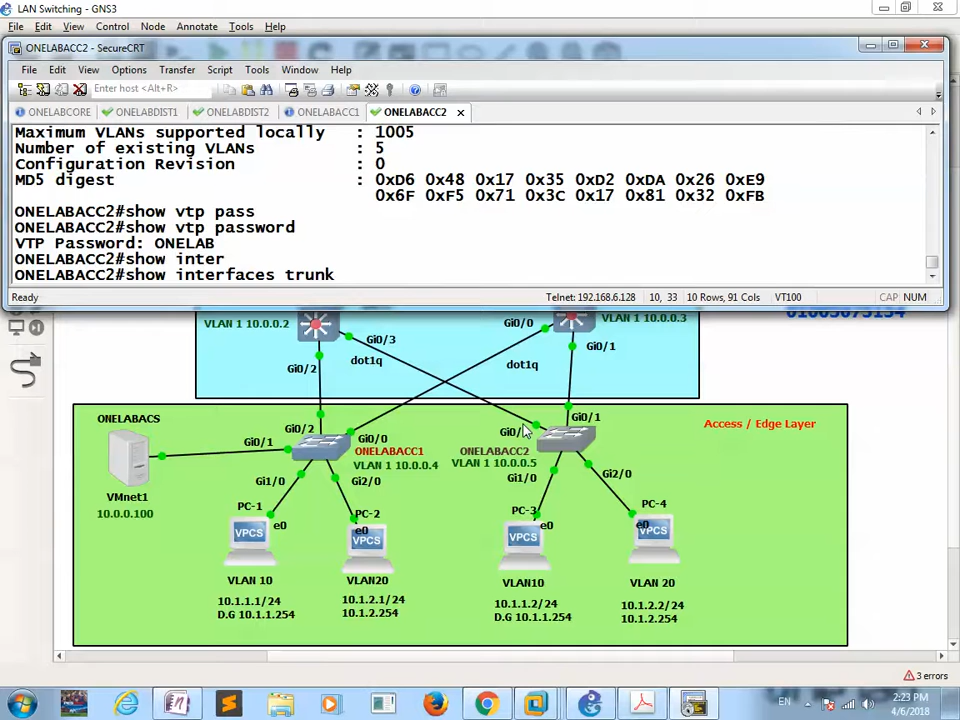 LAN Switching - GNS3
File Edit View Control Node Annotate Tools Help
ONELABACC2 - SecureCRT
File Edit View Options Transfer Script Tools Window Help
Enter host <Alt+R>
ONELABCORE ONELABDIST1 ONELABDIST2 ONELABACC1 ONELABACC2
Maximum VLANs supported locally : 1005
Number of existing VLANs : 5
Configuration Revision : 0
MD5 digest : 0xD6 0x48 0x17 0x35 0xD2 0xDA 0x26 0xE9
0x6F 0xF5 0x71 0x3C 0x17 0x81 0x32 0xFB
ONELABACC2#show vtp pass
ONELABACC2#show vtp password
VTP Password: ONELAB
ONELABACC2#show inter
ONELABACC2#show interfaces trunk
Ready Telnet: 192.168.6.128 10, 33 10 Rows, 91 Cols VT100 CAP NUM
VLAN 1 10.0.0.2
Gi0/0
VLAN 1 10.0.0.3
Gi0/3
Gi0/1
dot1q
dot1q
Gi0/2
ONELABACS
Gi0/1
Access / Edge Layer
Gi0/2
Gi0/0
Gi0/1
ONELABACC1
ONELABACC2
VLAN 1 10.0.0.4
VLAN 1 10.0.0.5
Gi1/0
Gi2/0
Gi1/0
Gi2/0
VMnet1
10.0.0.100
PC-1
PC-2
PC-3
PC-4
e0
e0
e0
e0
VPCS
VPCS
VPCS
VPCS
VLAN 10
VLAN20
VLAN10
VLAN 20
10.1.1.1/24
D.G 10.1.1.254
10.1.2.1/24
10.1.2.254
10.1.1.2/24
D.G 10.1.1.254
10.1.2.2/24
10.1.2.254
3 errors
EN
2:23 PM
4/6/2018